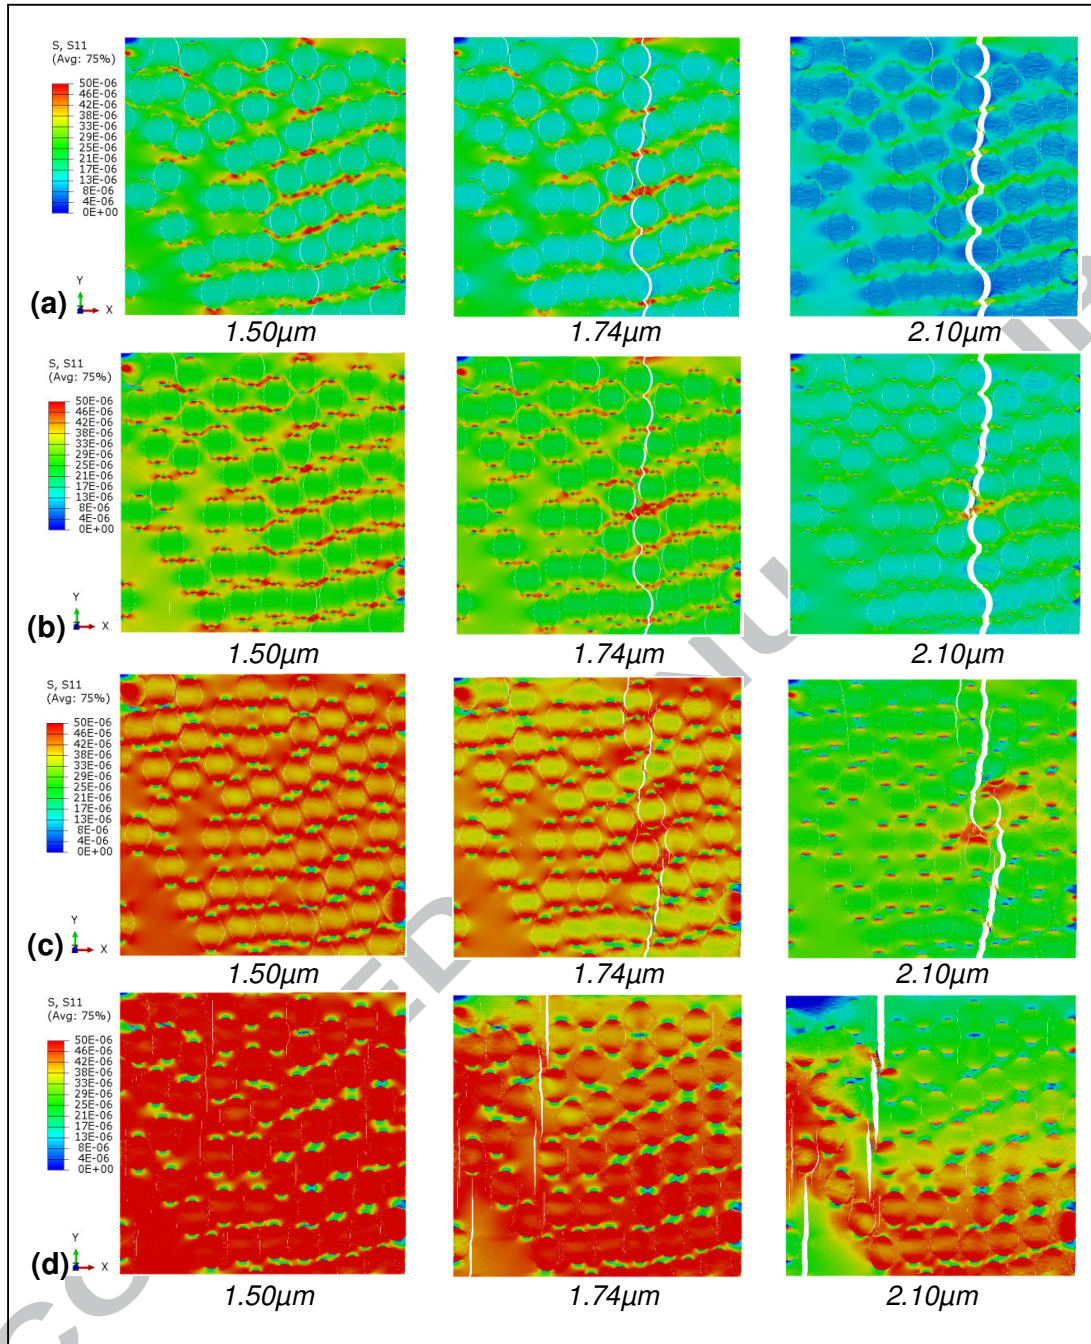 S, S11
(Avg: 75%)
50E-06
46E-06
42E-06
38E-06
33E-06
29E-06
25E-06
21E-06
17E-06
13E-06
8E-06
4E-06
0E+00
Y
X
(a)
1.50µm
1.74µm
2.10µm
S, S11
(Avg: 75%)
50E-06
46E-06
42E-06
38E-06
33E-06
29E-06
25E-06
21E-06
17E-06
13E-06
8E-06
4E-06
0E+00
Y
X
(b)
1.50µm
1.74µm
2.10µm
S, S11
(Avg: 75%)
50E-06
46E-06
42E-06
38E-06
33E-06
29E-06
25E-06
21E-06
17E-06
13E-06
8E-06
4E-06
0E+00
Y
X
(c)
1.50µm
1.74µm
2.10µm
S, S11
(Avg: 75%)
50E-06
46E-06
42E-06
38E-06
33E-06
29E-06
25E-06
21E-06
17E-06
13E-06
8E-06
4E-06
0E+00
Y
X
(d)
1.50µm
1.74µm
2.10µm